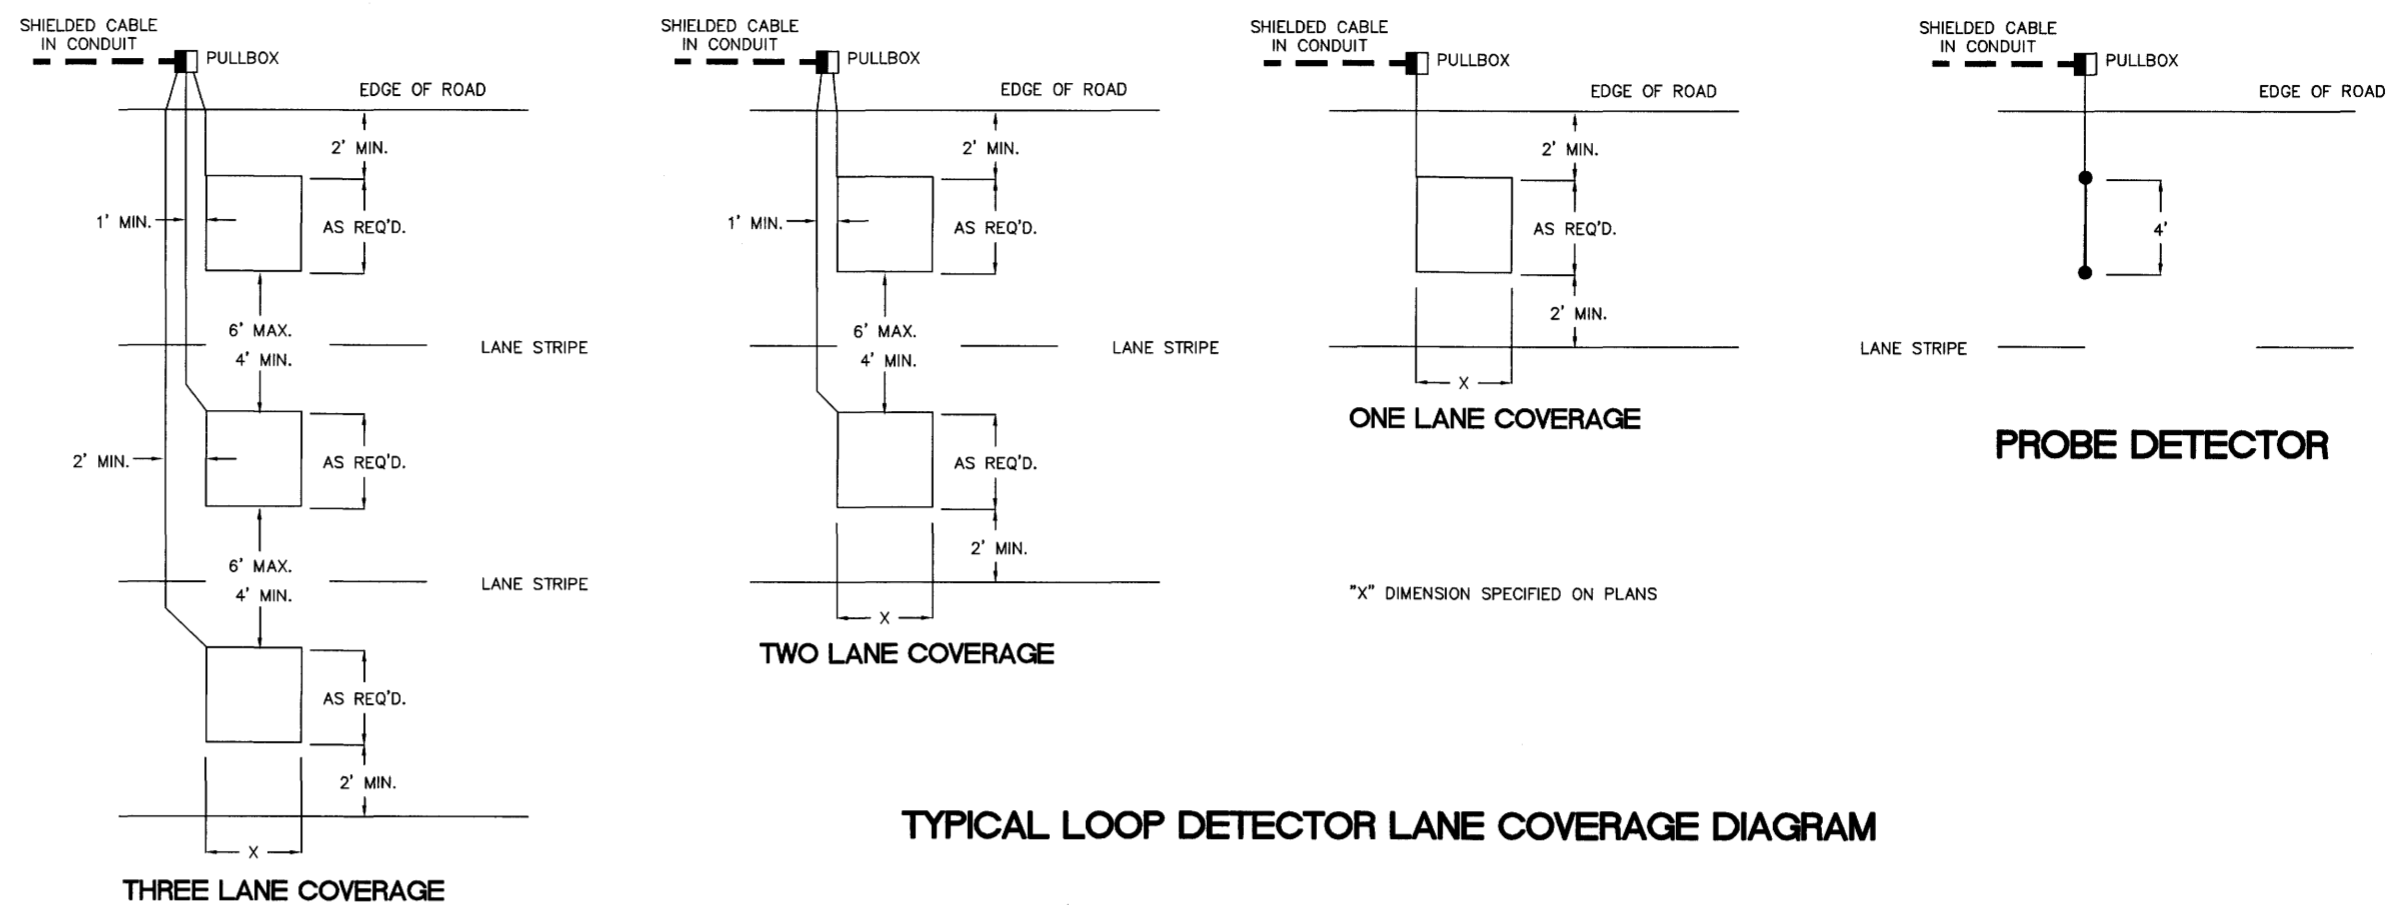 SHIELDED CABLE
IN CONDUIT
PULLBOX
EDGE OF ROAD
2' MIN.
1' MIN.
AS REQ'D.
6' MAX.
4' MIN.
LANE STRIPE
2' MIN.
AS REQ'D.
6' MAX.
4' MIN.
LANE STRIPE
AS REQ'D.
2' MIN.
X
THREE LANE COVERAGE
SHIELDED CABLE
IN CONDUIT
PULLBOX
EDGE OF ROAD
2' MIN.
1' MIN.
AS REQ'D.
6' MAX.
4' MIN.
LANE STRIPE
AS REQ'D.
2' MIN.
X
TWO LANE COVERAGE
SHIELDED CABLE
IN CONDUIT
PULLBOX
EDGE OF ROAD
2' MIN.
AS REQ'D.
2' MIN.
X
ONE LANE COVERAGE
"X" DIMENSION SPECIFIED ON PLANS
SHIELDED CABLE
IN CONDUIT
PULLBOX
EDGE OF ROAD
4'
LANE STRIPE
PROBE DETECTOR
TYPICAL LOOP DETECTOR LANE COVERAGE DIAGRAM